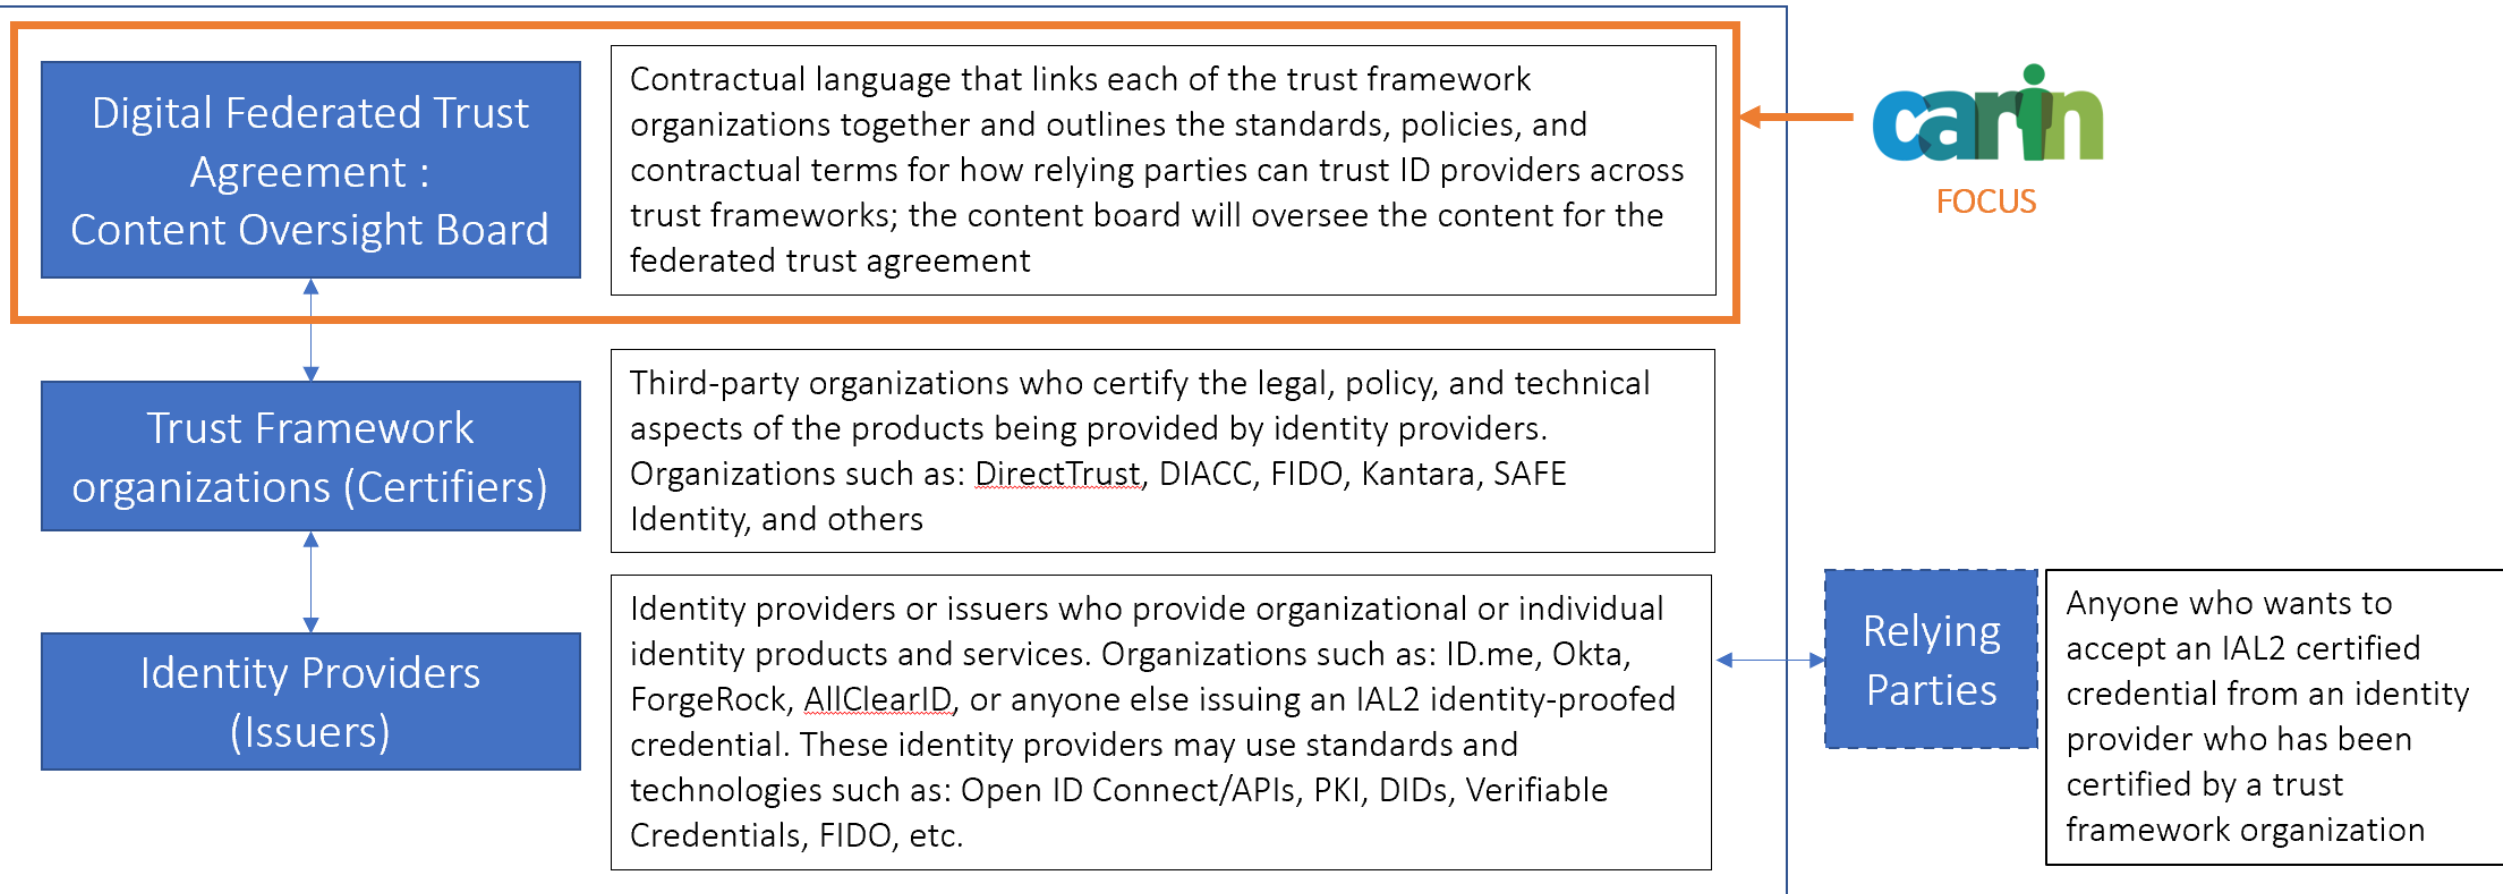 Digital Federated Trust
Agreement :
Content Oversight Board
Contractual language that links each of the trust framework
organizations together and outlines the standards, policies, and
contractual terms for how relying parties can trust ID providers across
trust frameworks; the content board will oversee the content for the
federated trust agreement
carin
FOCUS
Trust Framework
organizations (Certifiers)
Third-party organizations who certify the legal, policy, and technical
aspects of the products being provided by identity providers.
Organizations such as: DirectTrust, DIACC, FIDO, Kantara, SAFE
Identity, and others
Identity Providers
(Issuers)
Identity providers or issuers who provide organizational or individual
identity products and services. Organizations such as: ID.me, Okta,
ForgeRock, AllClearID, or anyone else issuing an IAL2 identity-proofed
credential. These identity providers may use standards and
technologies such as: Open ID Connect/APIs, PKI, DIDs, Verifiable
Credentials, FIDO, etc.
Relying
Parties
Anyone who wants to
accept an IAL2 certified
credential from an identity
provider who has been
certified by a trust
framework organization